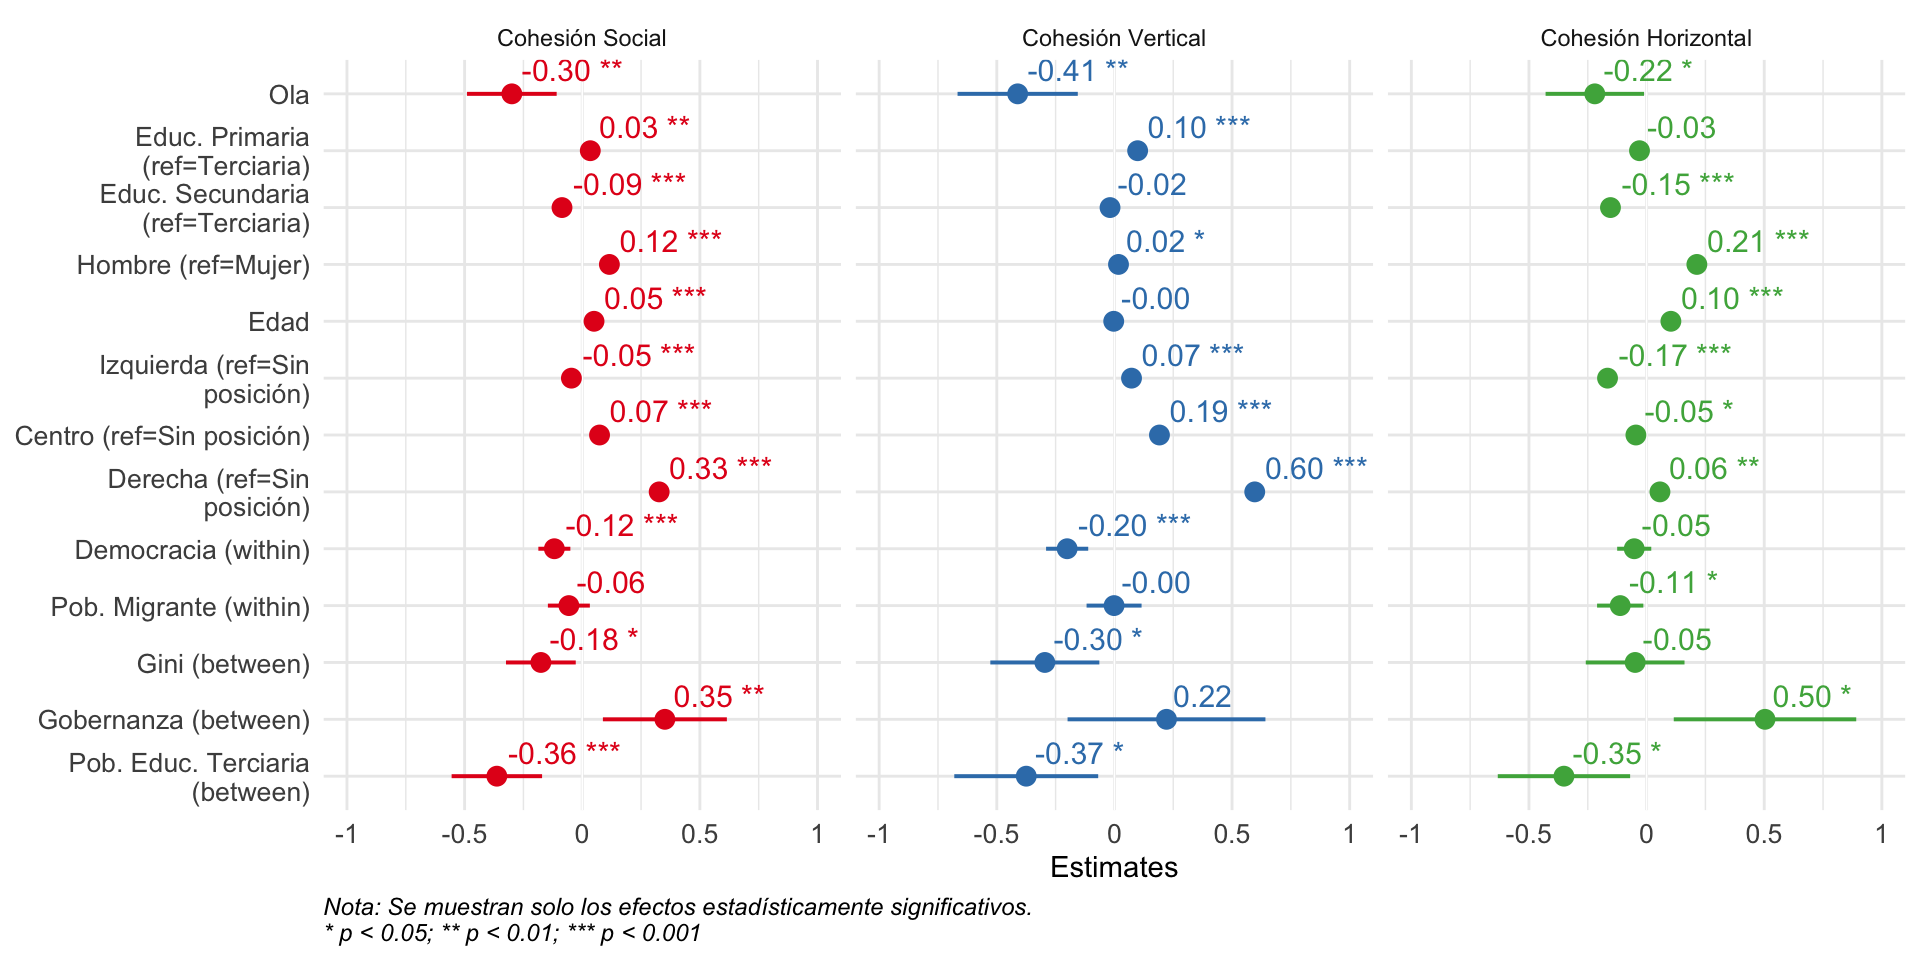 Cohesión Social
Cohesión Vertical
Cohesión Horizontal
Ola
-0.30 **
-0.41 **
-0.22 *
Educ. Primaria
(ref=Terciaria)
0.03 **
0.10 ***
-0.03
Educ. Secundaria
(ref=Terciaria)
-0.09 ***
-0.02
-0.15 ***
Hombre (ref=Mujer)
0.12 ***
0.02 *
0.21 ***
Edad
0.05 ***
-0.00
0.10 ***
Izquierda (ref=Sin
posición)
-0.05 ***
0.07 ***
-0.17 ***
Centro (ref=Sin posición)
0.07 ***
0.19 ***
-0.05 *
Derecha (ref=Sin
posición)
0.33 ***
0.60 ***
0.06 **
Democracia (within)
-0.12 ***
-0.20 ***
-0.05
Pob. Migrante (within)
-0.06
-0.00
-0.11 *
Gini (between)
-0.18 *
-0.30 *
-0.05
Gobernanza (between)
0.35 **
0.22
0.50 *
Pob. Educ. Terciaria
(between)
-0.36 ***
-0.37 *
-0.35 *
-1 -0.5 0 0.5 1
-1 -0.5 0 0.5 1
-1 -0.5 0 0.5 1
Estimates
Nota: Se muestran solo los efectos estadísticamente significativos.
* p < 0.05; ** p < 0.01; *** p < 0.001